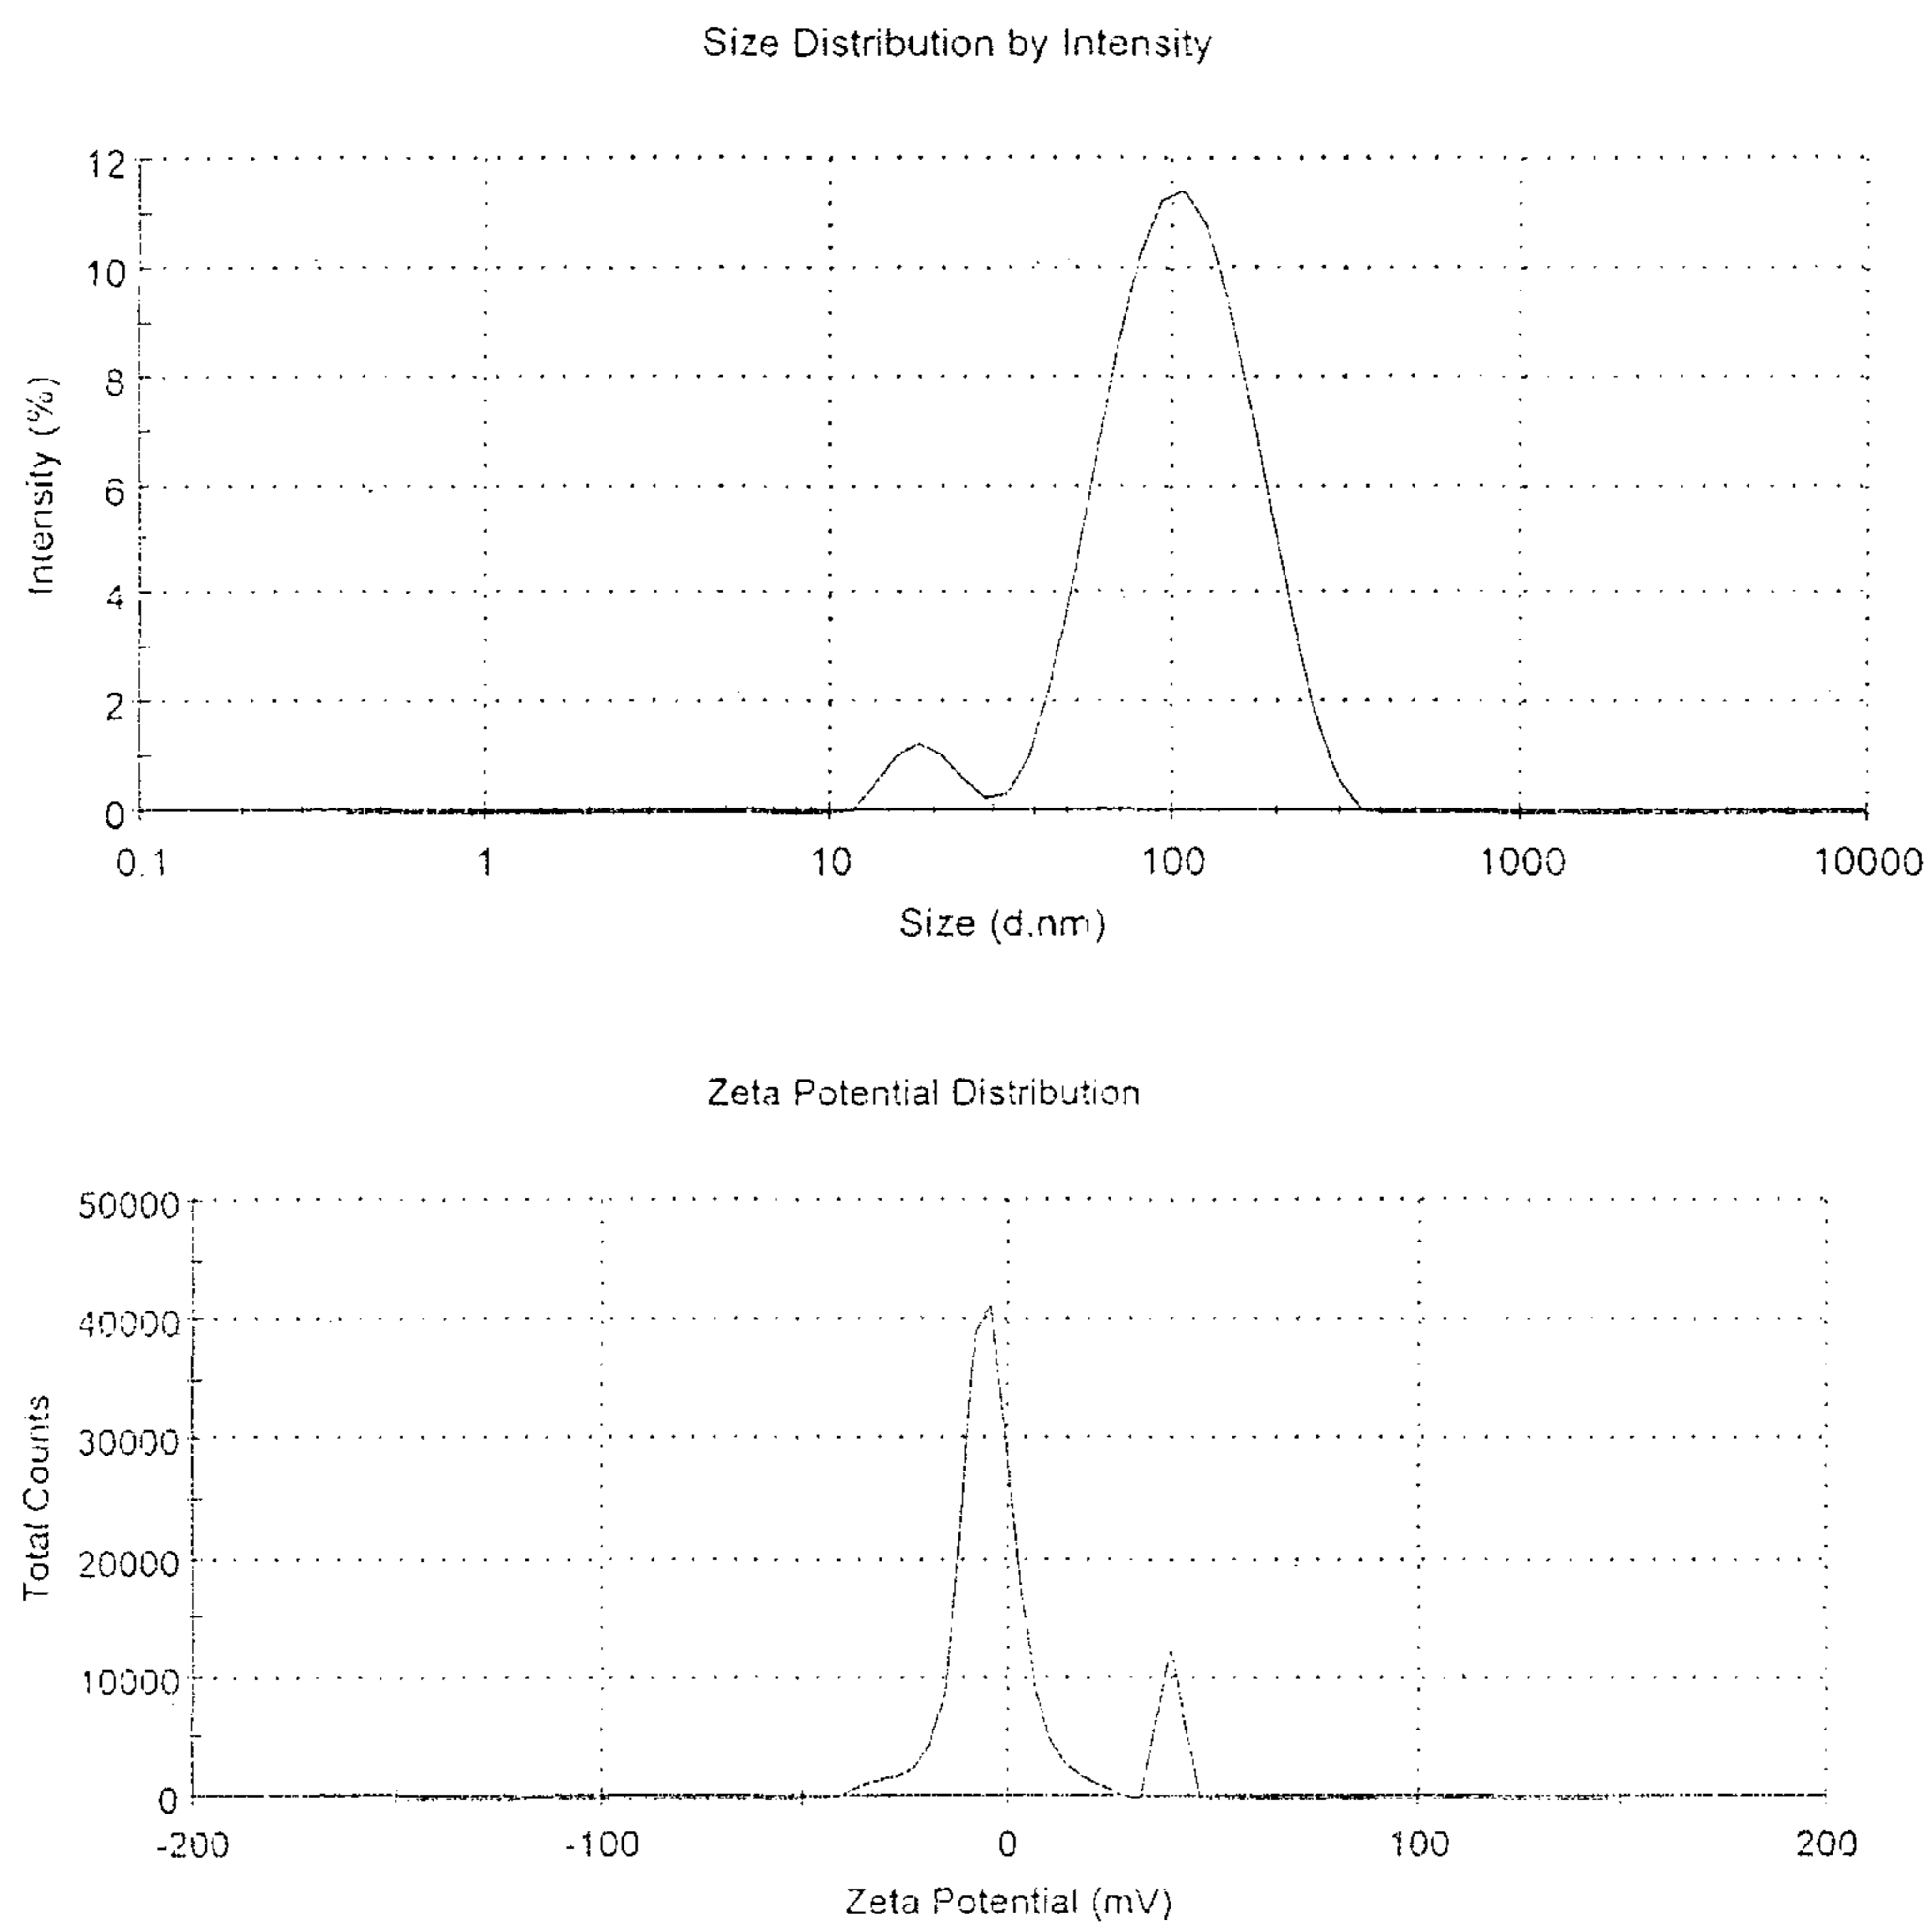 Size Distribution by Intensity
12
10
8
6
4
2
0
Intensity (%)
0.1 1 10 100 1000 10000
Size (d.nm)
Zeta Potential Distribution
50000
40000
30000
20000
10000
0
Total Counts
-200 -100 0 100 200
Zeta Potential (mV)